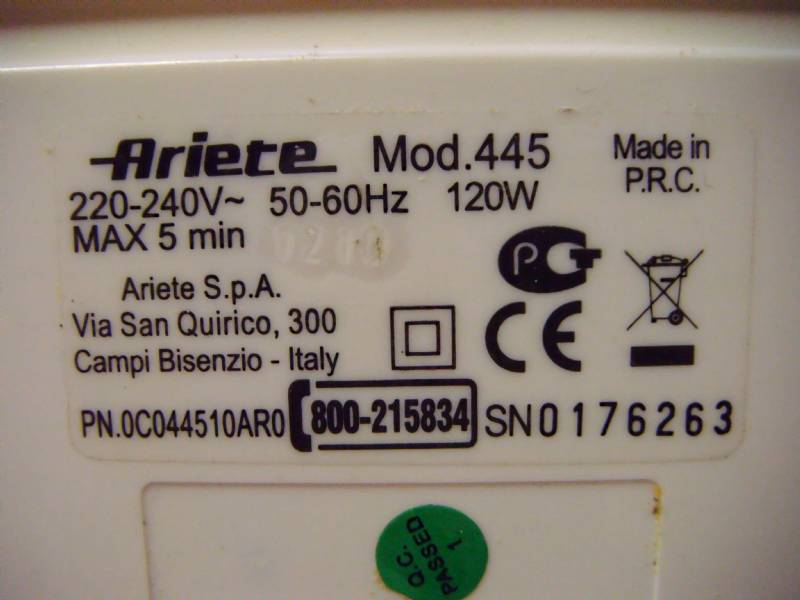 Ariete Mod.445 Made in P.R.C.
220-240V~ 50-60Hz 120W
MAX 5 min
Ariete S.p.A.
Via San Quirico, 300
Campi Bisenzio - Italy
PCT
CE
PN.0C044510AR0 800-215834 SN0176263
Q.C.
PASSED
1